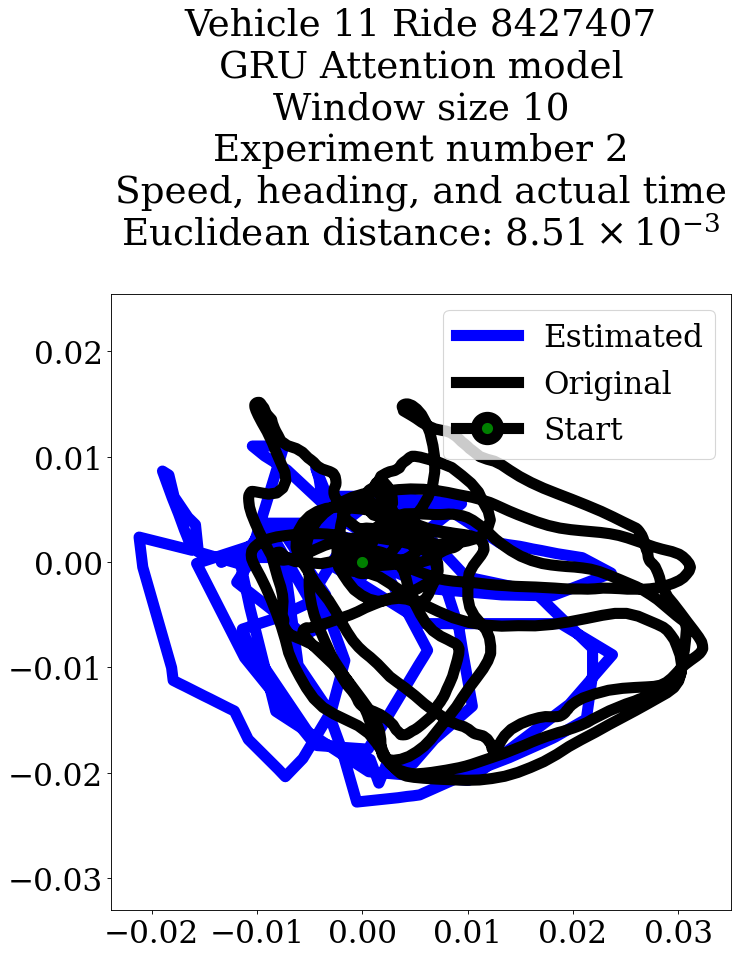 Vehicle 11 Ride 8427407
GRU Attention model
Window size 10
Experiment number 2
Speed, heading, and actual time
Euclidean distance: 8.51 × 10⁻³
Estimated
Original
Start
0.02
0.01
0.00
−0.01
−0.02
−0.03
−0.02 −0.01 0.00 0.01 0.02 0.03